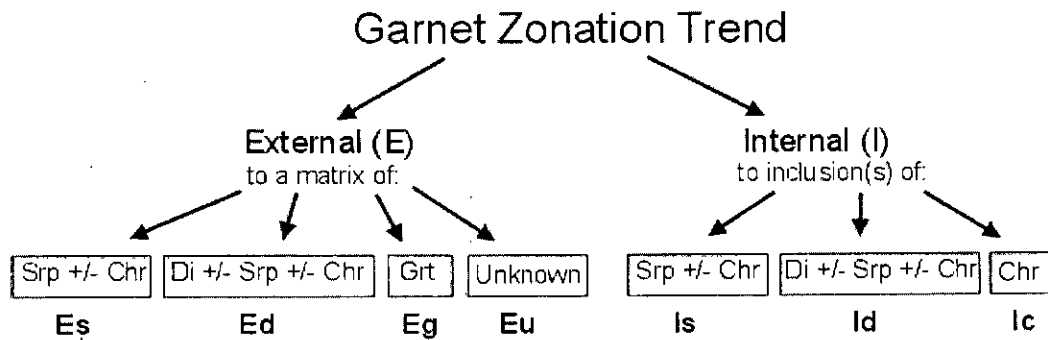 Garnet Zonation Trend
External (E)
to a matrix of:
Internal (I)
to inclusion(s) of:
Srp +/- Chr
Di +/- Srp +/- Chr
Grt
Unknown
Srp +/- Chr
Di +/- Srp +/- Chr
Chr
Es
Ed
Eg
Eu
Is
Id
Ic